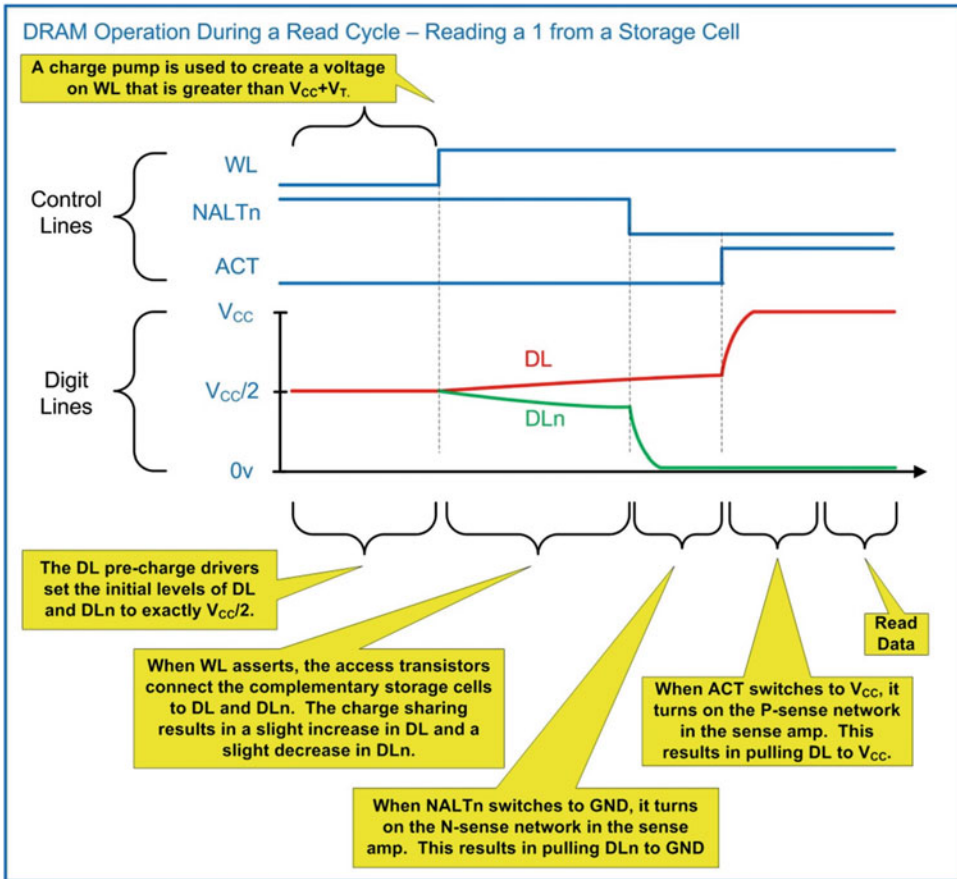 DRAM Operation During a Read Cycle – Reading a 1 from a Storage Cell
A charge pump is used to create a voltage
on WL that is greater than VCC+VT.
Control
Lines
WL
NALTn
ACT
Digit
Lines
VCC
VCC/2
0v
DL
DLn
The DL pre-charge drivers
set the initial levels of DL
and DLn to exactly VCC/2.
When WL asserts, the access transistors
connect the complementary storage cells
to DL and DLn. The charge sharing
results in a slight increase in DL and a
slight decrease in DLn.
When NALTn switches to GND, it turns
on the N-sense network in the sense
amp. This results in pulling DLn to GND
When ACT switches to VCC, it
turns on the P-sense network
in the sense amp. This
results in pulling DL to VCC.
Read
Data